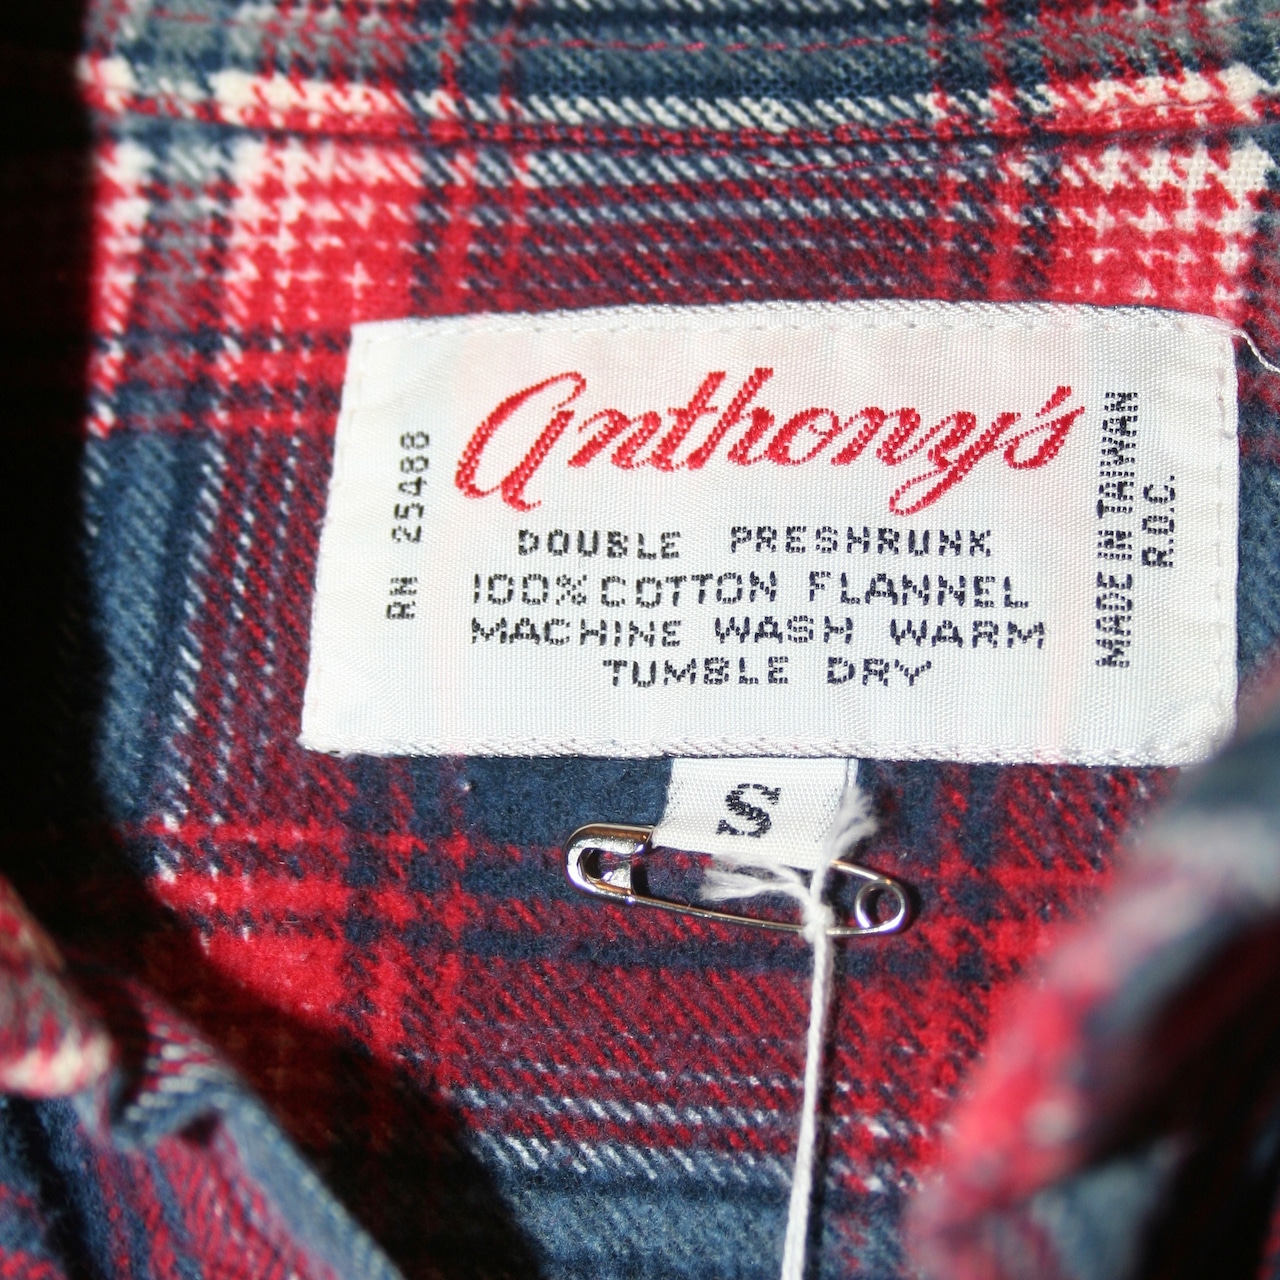 Anthony's
DOUBLE PRESHRUNK
100% COTTON FLANNEL
MACHINE WASH WARM
TUMBLE DRY
RN 25488
MADE IN TAIWAN
R.O.C.
S